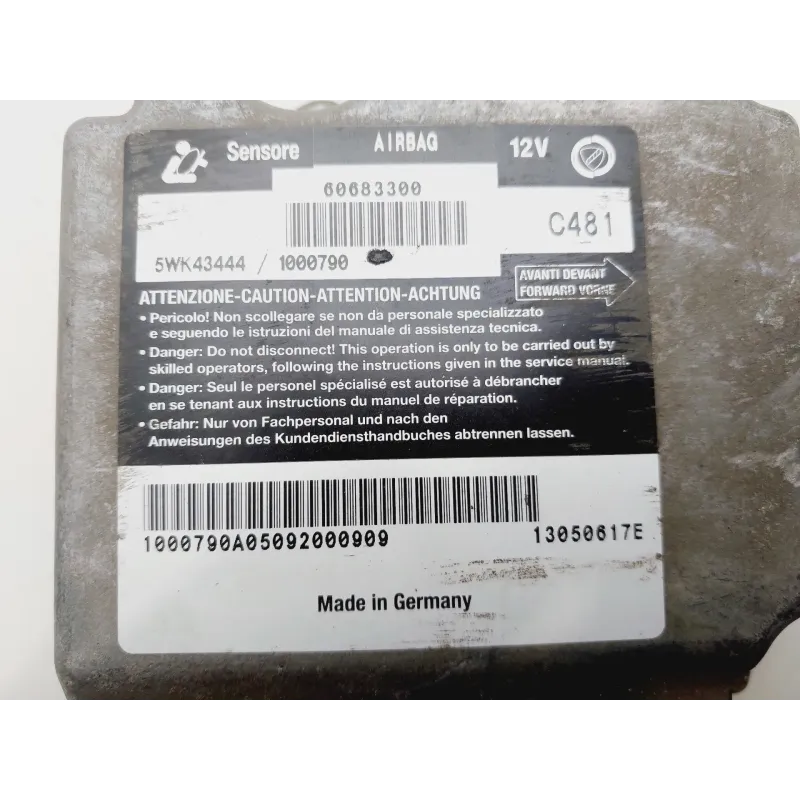 Sensore AIRBAG 12V
60683300
C481
5WK43444 / 1000790
AVANTI DEVANT
FORWARD VORNE
ATTENZIONE-CAUTION-ATTENTION-ACHTUNG
• Pericolo! Non scollegare se non dà personale specializzato
e seguendo le istruzioni del manuale di assistenza tecnica.
• Danger: Do not disconnect! This operation is only to be carried out by
skilled operators, following the instructions given in the service manual.
• Danger: Seul le personel spécialisé est autorisé à débrancher
en se tenant aux instructions du manuel de réparation.
• Gefahr: Nur von Fachpersonal und nach den
Anweisungen des Kundendiensthandbuches abtrennen lassen.
1000790A05092000909 13050617E
Made in Germany